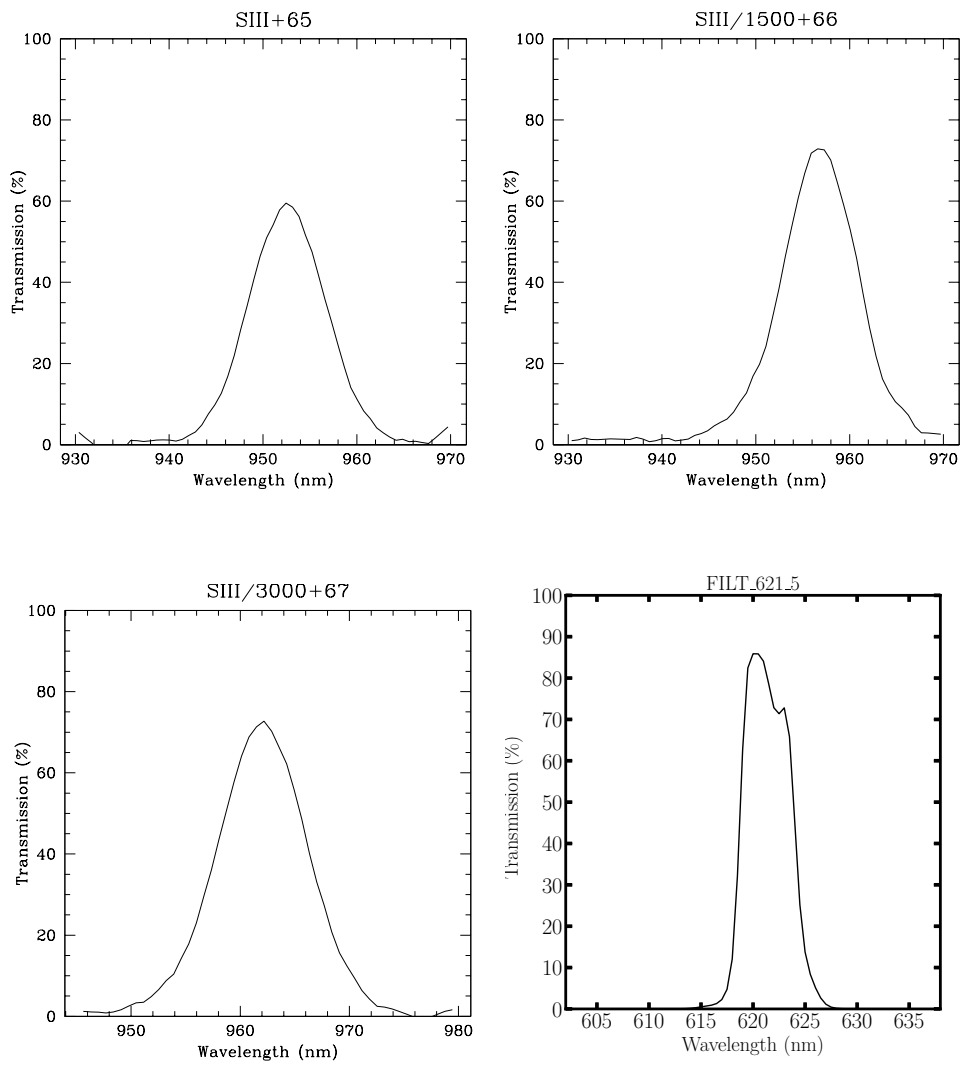 SIII+65
100
80
60
40
20
0
Transmission (%)
930 940 950 960 970
Wavelength (nm)
SIII/1500+66
100
80
60
40
20
0
Transmission (%)
930 940 950 960 970
Wavelength (nm)
SIII/3000+67
100
80
60
40
20
0
Transmission (%)
950 960 970 980
Wavelength (nm)
FILT_621_5
100
90
80
70
60
50
40
30
20
10
0
Transmission (%)
605 610 615 620 625 630 635
Wavelength (nm)